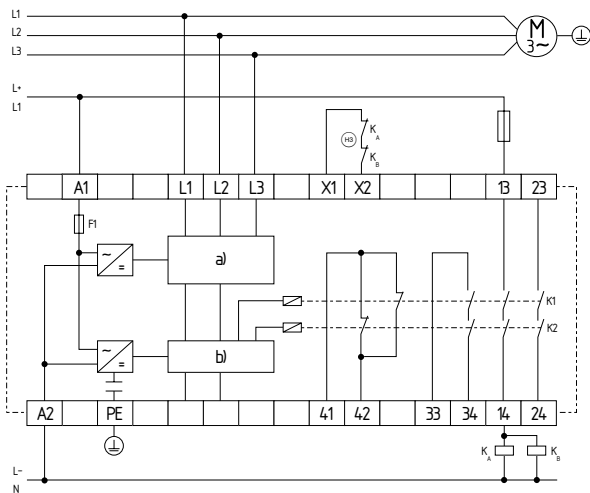 L1
L2
L3
M
3~
L+
L1
H3
K A
K B
A1 L1 L2 L3 X1 X2 13 23
F1
~
=
a)
K1
K2
~
=
b)
A2 PE 41 42 33 34 14 24
K A K B
L-
N